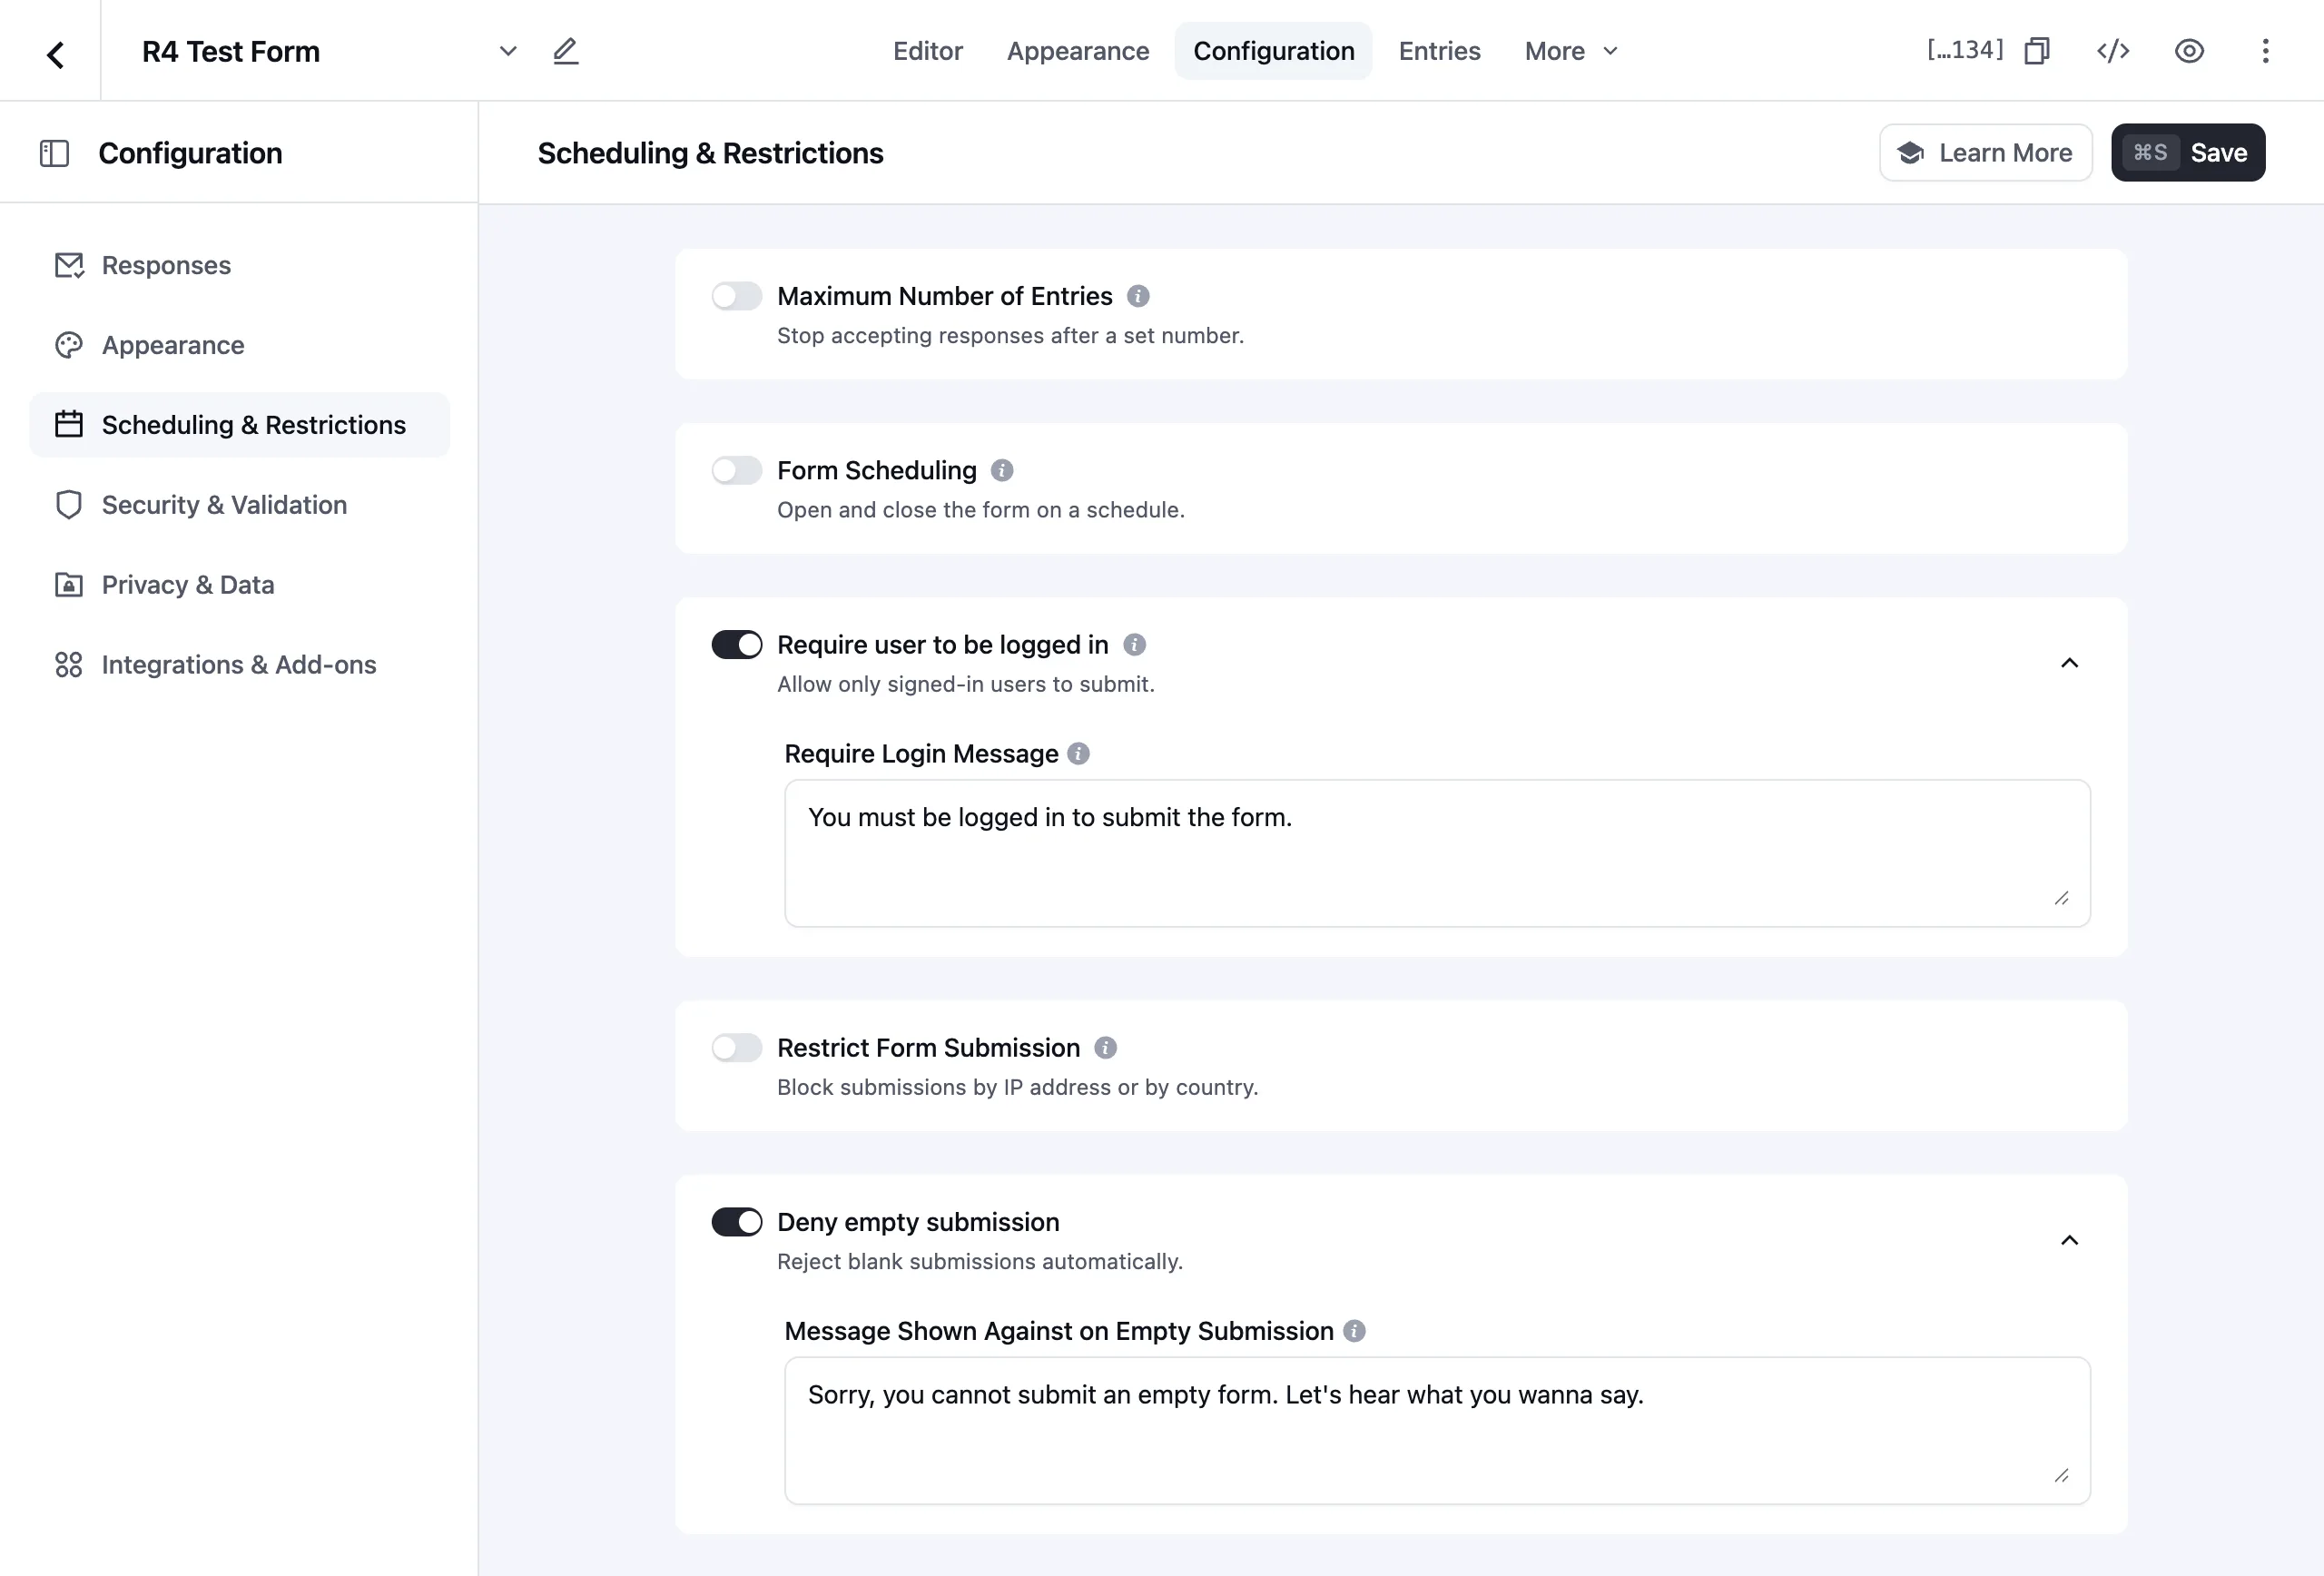 R4 Test Form
Editor
Appearance
Configuration
Entries
More
[…134]
Configuration
Scheduling & Restrictions
Learn More
⌘S Save
Responses
Appearance
Scheduling & Restrictions
Security & Validation
Privacy & Data
Integrations & Add-ons
Maximum Number of Entries
Stop accepting responses after a set number.
Form Scheduling
Open and close the form on a schedule.
Require user to be logged in
Allow only signed-in users to submit.
Require Login Message
You must be logged in to submit the form.
Restrict Form Submission
Block submissions by IP address or by country.
Deny empty submission
Reject blank submissions automatically.
Message Shown Against on Empty Submission
Sorry, you cannot submit an empty form. Let's hear what you wanna say.